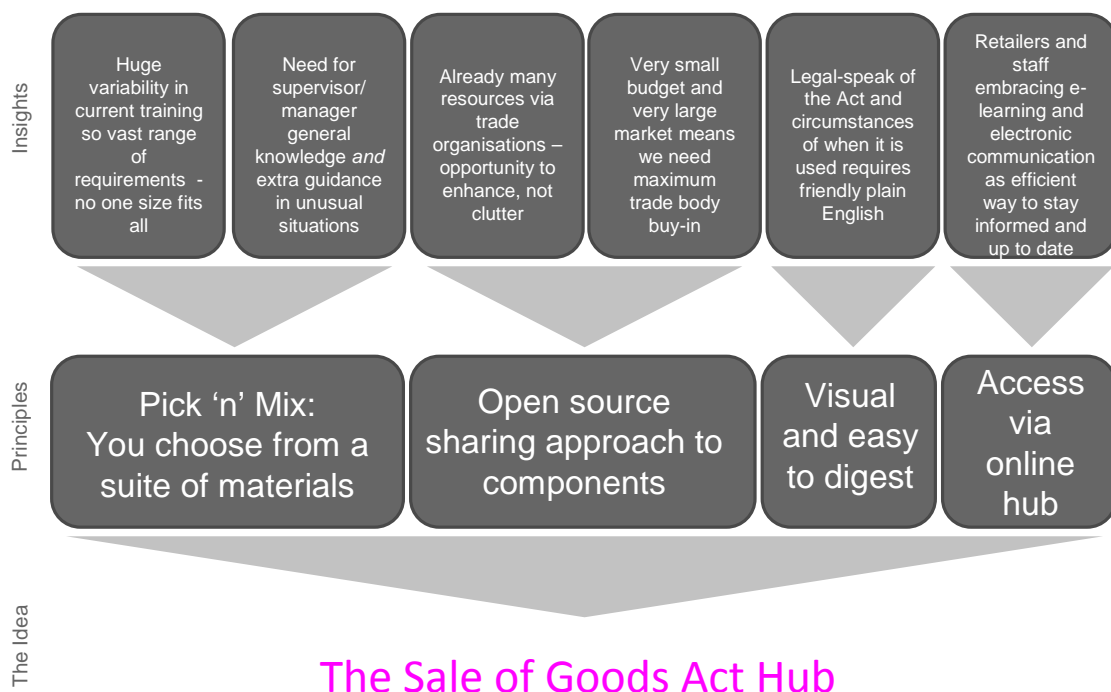 Insights
Huge
variability in
current training
so vast range
of
requirements -
no one size fits
all
Need for
supervisor/
manager
general
knowledge and
extra guidance
in unusual
situations
Already many
resources via
trade
organisations –
opportunity to
enhance, not
clutter
Very small
budget and
very large
market means
we need
maximum
trade body
buy-in
Legal-speak of
the Act and
circumstances
of when it is
used requires
friendly plain
English
Retailers and
staff
embracing e-
learning and
electronic
communication
as efficient
way to stay
informed and
up to date
Principles
Pick ‘n’ Mix:
You choose from a
suite of materials
Open source
sharing approach to
components
Visual
and easy
to digest
Access
via
online
hub
The Idea
The Sale of Goods Act Hub